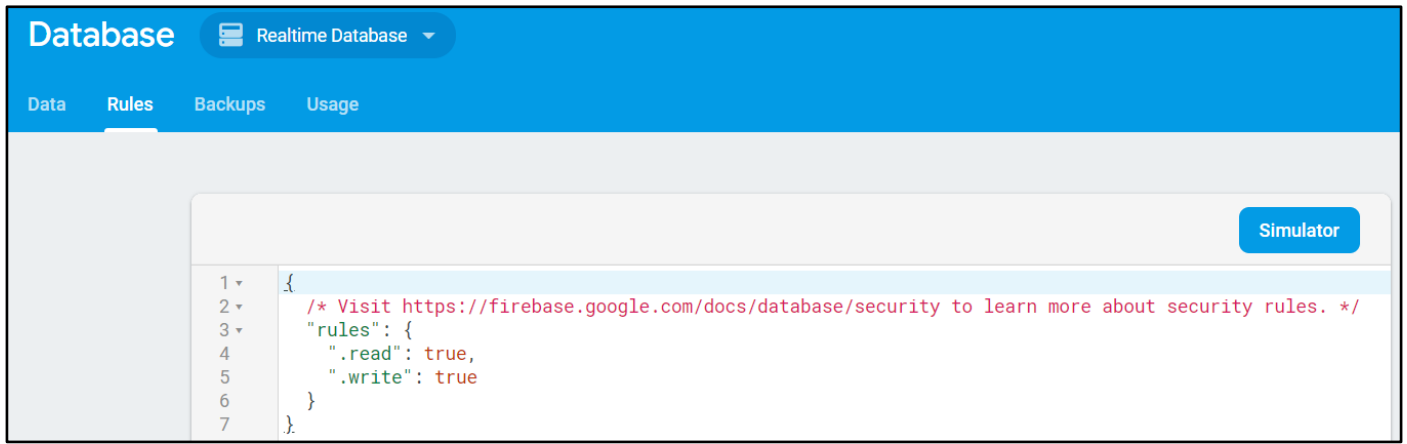 Database Realtime Database
Data Rules Backups Usage
Simulator
1 {
2 /* Visit https://firebase.google.com/docs/database/security to learn more about security rules. */
3 "rules": {
4 ".read": true,
5 ".write": true
6 }
7 }